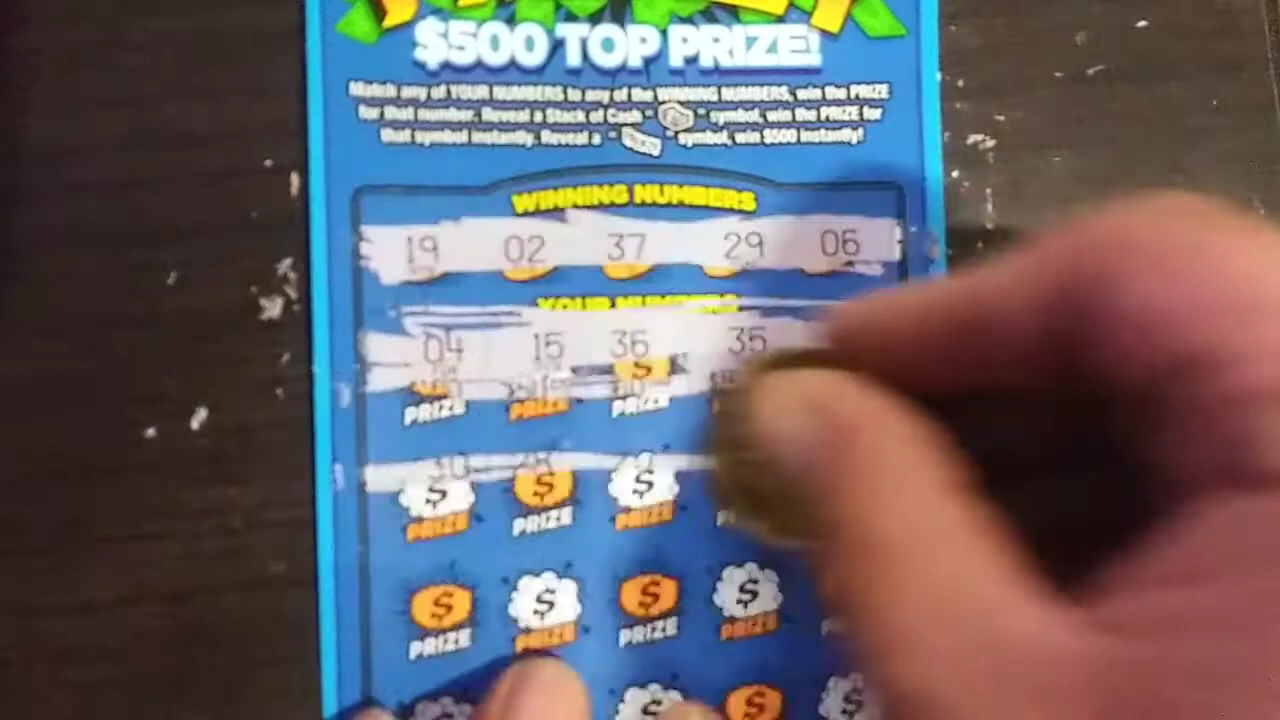 $500 TOP PRIZE!
Match any of YOUR NUMBERS to any of the WINNING NUMBERS, win the PRIZE
for that number. Reveal a Stack of Cash " " symbol, win the PRIZE for
that symbol instantly. Reveal a " " symbol, win $500 instantly!
WINNING NUMBERS
19 02 37 29 06
YOUR NUMBERS
04 15 36 35
$
PRIZE PRIZE PRIZE
30
$ $ $
PRIZE PRIZE PRIZE
$ $ $ $
PRIZE PRIZE PRIZE PRIZE
$ $ $